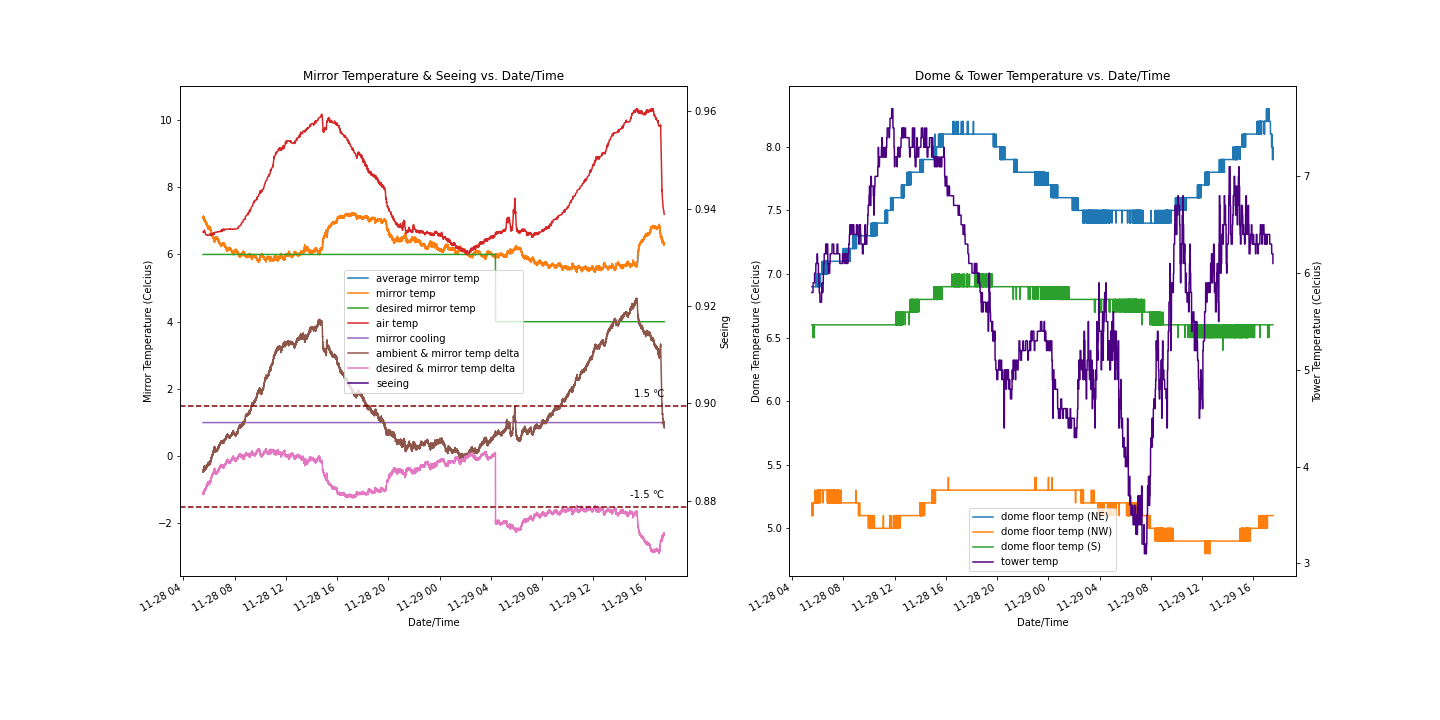 Mirror Temperature & Seeing vs. Date/Time
Mirror Temperature (Celcius)
10
8
6
4
2
0
−2
0.96
0.94
0.92
0.90
0.88
Seeing
average mirror temp
mirror temp
desired mirror temp
air temp
mirror cooling
ambient & mirror temp delta
desired & mirror temp delta
seeing
1.5 °C
-1.5 °C
11-28 04
11-28 08
11-28 12
11-28 16
11-28 20
11-29 00
11-29 04
11-29 08
11-29 12
11-29 16
Date/Time
Dome & Tower Temperature vs. Date/Time
Dome Temperature (Celcius)
8.0
7.5
7.0
6.5
6.0
5.5
5.0
7
6
5
4
3
Tower Temperature (Celcius)
dome floor temp (NE)
dome floor temp (NW)
dome floor temp (S)
tower temp
11-28 04
11-28 08
11-28 12
11-28 16
11-28 20
11-29 00
11-29 04
11-29 08
11-29 12
11-29 16
Date/Time